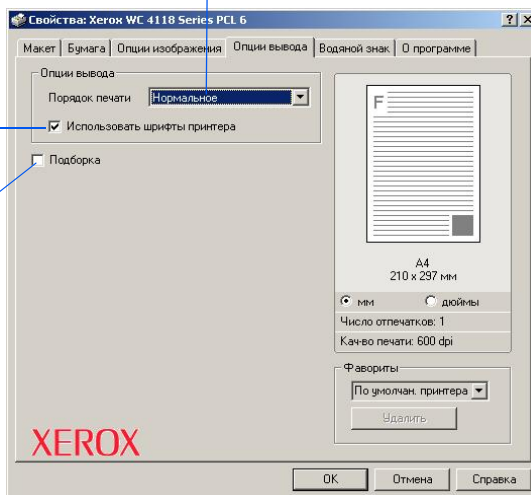 Свойства: Xerox WC 4118 Series PCL 6
Макет Бумага Опции изображения Опции вывода Водяной знак О программе
Опции вывода
Порядок печати Нормальное
Использовать шрифты принтера
Подборка
F
A4
210 x 297 мм
мм дюймы
Число отпечатков: 1
Кач-во печати: 600 dpi
Фавориты
По умолчан. принтера
Удалить
XEROX
OK Отмена Справка